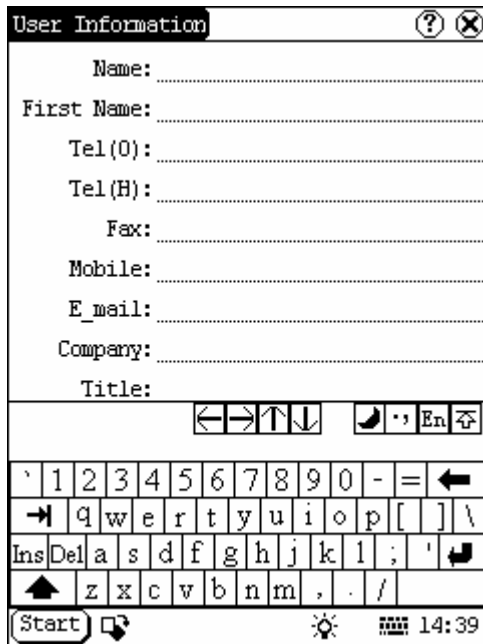 User Information ?
Name:
First Name:
Tel(O):
Tel(H):
Fax:
Mobile:
E_mail:
Company:
Title:
·, En
` 1 2 3 4 5 6 7 8 9 0 - =
q w e r t y u i o p [ ] \
Ins Del a s d f g h j k l ; '
z x c v b n m , . /
Start 14:39